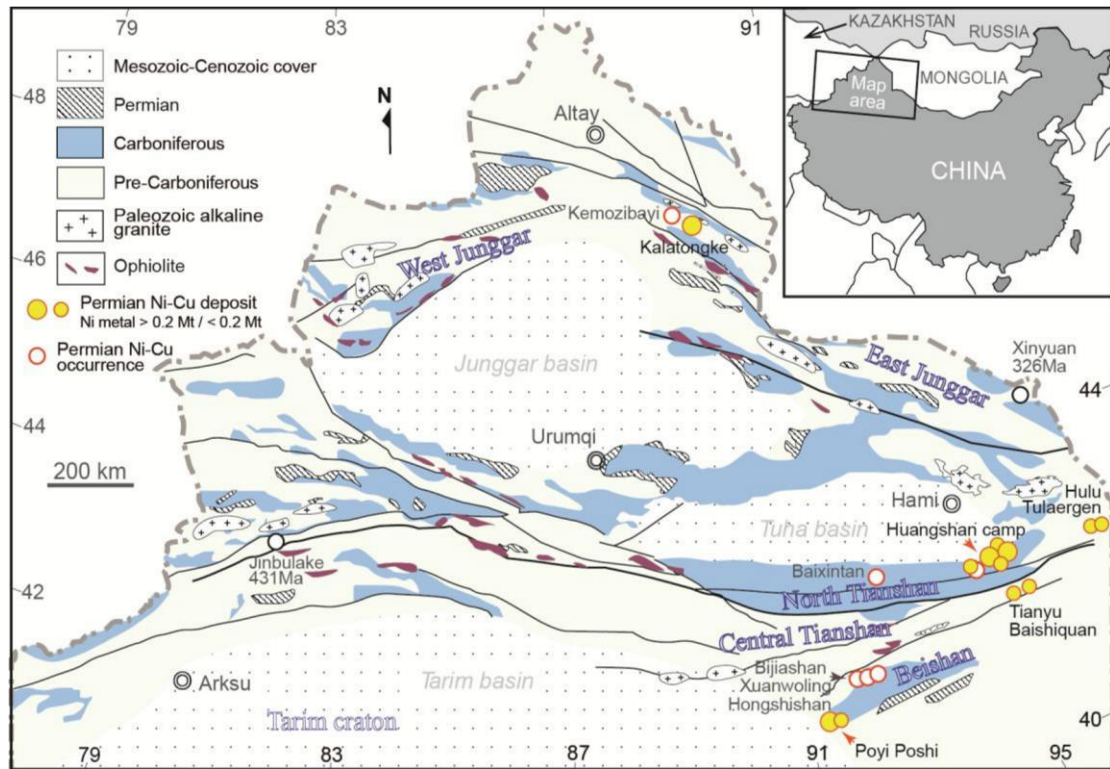 79
83
91
48
46
44
42
Mesozoic-Cenozoic cover
Permian
Carboniferous
Pre-Carboniferous
Paleozoic alkaline
granite
Ophiolite
Permian Ni-Cu deposit
Ni metal > 0.2 Mt / < 0.2 Mt
Permian Ni-Cu
occurrence
200 km
N
KAZAKHSTAN
RUSSIA
MONGOLIA
Map
area
CHINA
Altay
Kemozibayi
Kalatongke
West Junggar
Junggar basin
East Junggar
Xinyuan
326Ma
44
Urumqi
Hami
Hulu
Tulaergen
Tuha basin
Huangshan camp
Jinbulake
431Ma
Baixintan
North Tianshan
42
Tianyu
Baishiquan
Central Tianshan
Bijiashan
Xuanwoling
Hongshishan
Beishan
Arksu
Tarim basin
Tarim craton
Poyi Poshi
40
79
83
87
91
95